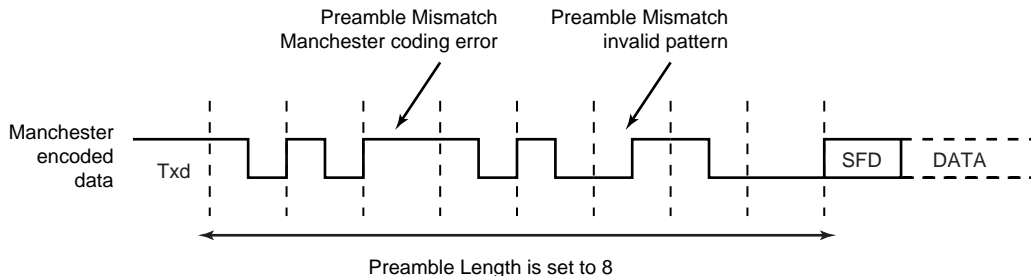 Preamble Mismatch
Manchester coding error
Preamble Mismatch
invalid pattern
Manchester
encoded
data
Txd
SFD
DATA
Preamble Length is set to 8